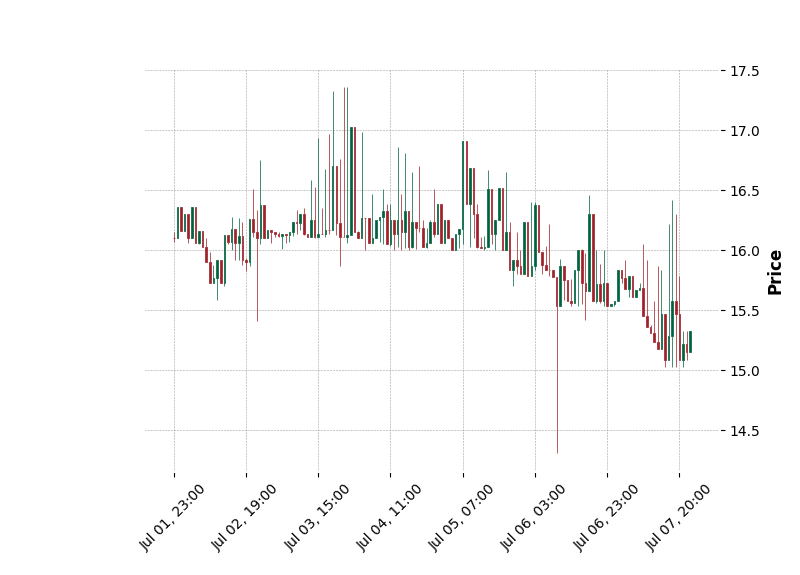 17.5
17.0
16.5
16.0
15.5
15.0
14.5
Price
Jul 01, 23:00
Jul 02, 19:00
Jul 03, 15:00
Jul 04, 11:00
Jul 05, 07:00
Jul 06, 03:00
Jul 06, 23:00
Jul 07, 20:00